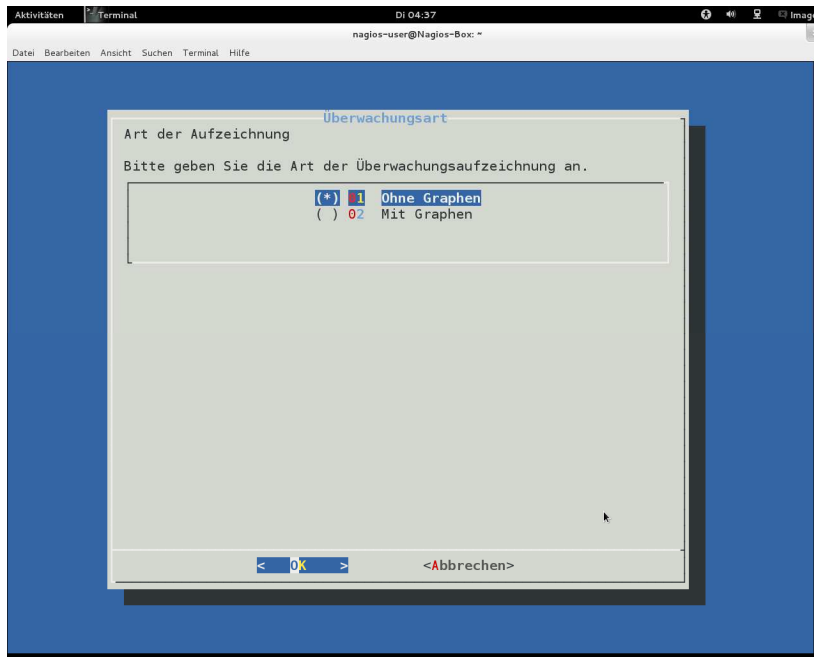 Aktivitäten Terminal Di 04:37
nagios-user@Nagios-Box: ~
Datei Bearbeiten Ansicht Suchen Terminal Hilfe
Überwachungsart
Art der Aufzeichnung
Bitte geben Sie die Art der Überwachungsaufzeichnung an.
(*) 01 Ohne Graphen
( ) 02 Mit Graphen
< OK > <Abbrechen>